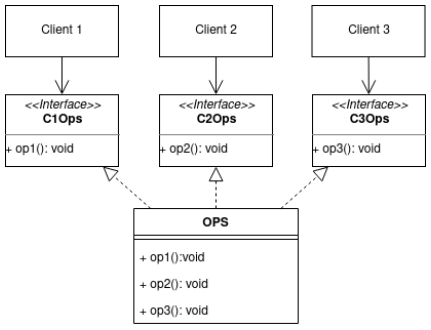 Client 1
Client 2
Client 3
<<Interface>>
C1Ops
+ op1(): void
<<Interface>>
C2Ops
+ op2(): void
<<Interface>>
C3Ops
+ op3(): void
OPS
+ op1():void
+ op2(): void
+ op3(): void